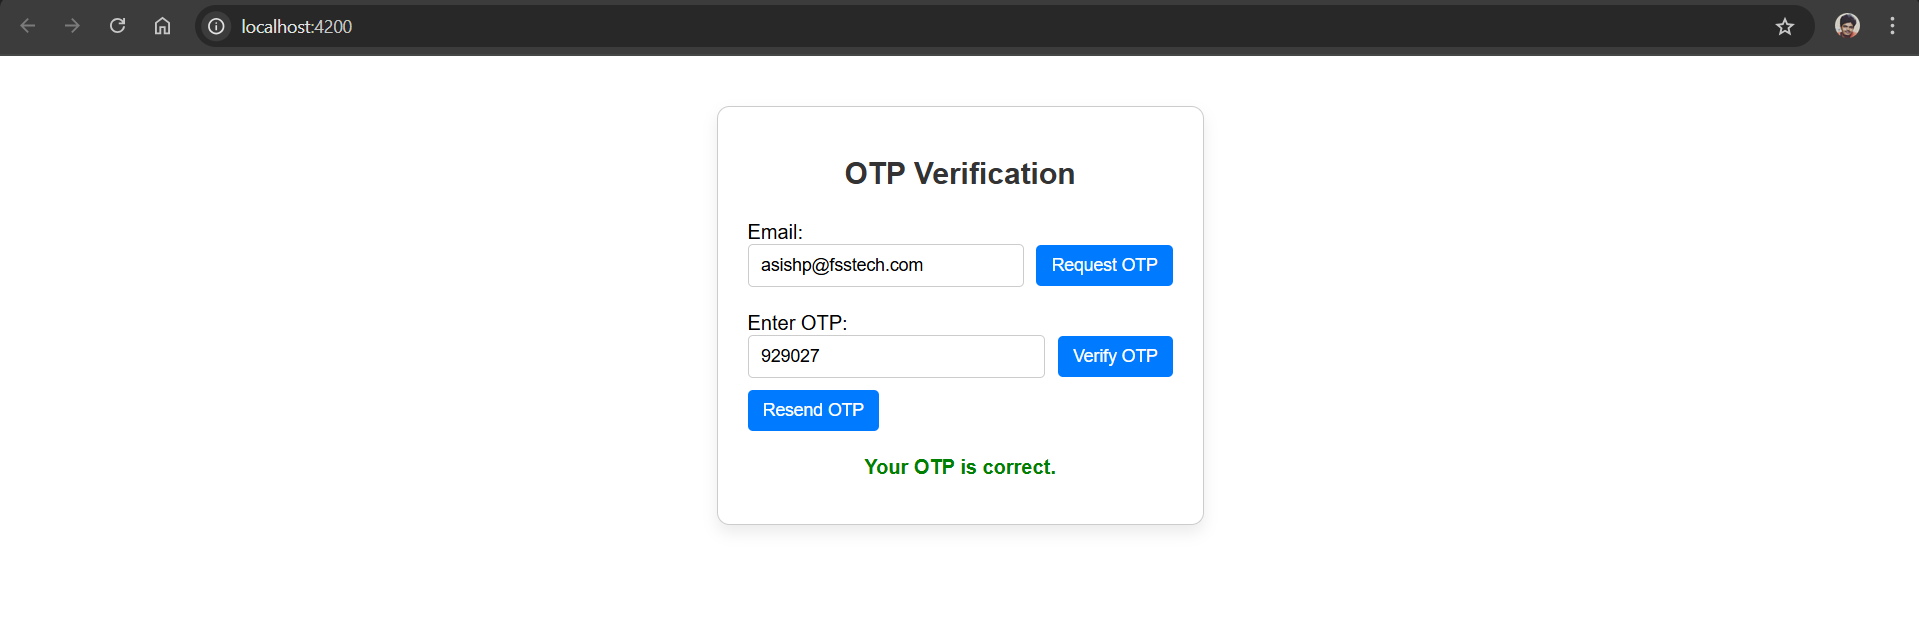 localhost:4200
OTP Verification
Email:
asishp@fsstech.com
Request OTP
Enter OTP:
929027
Verify OTP
Resend OTP
Your OTP is correct.